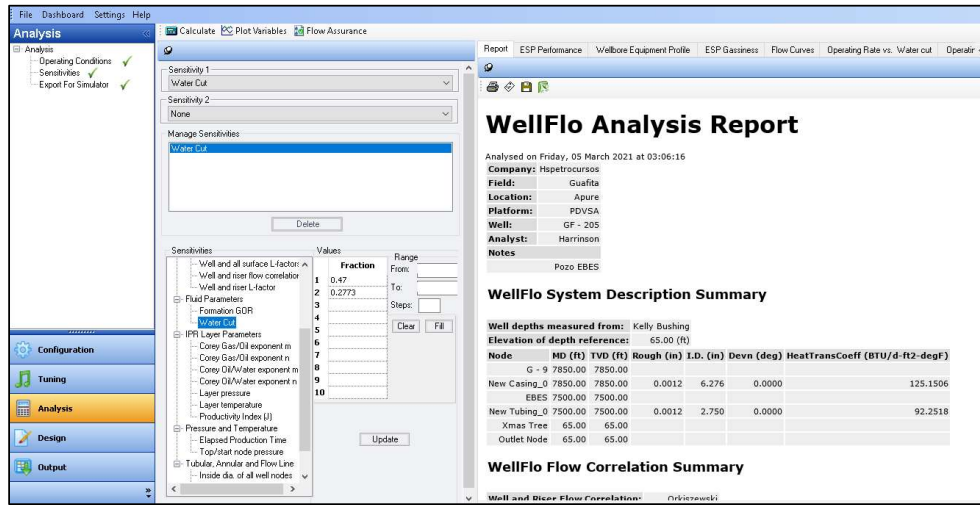 File Dashboard Settings Help
Analysis
Analysis
Operating Conditions
Sensitivities
Export For Simulator
Configuration
Tuning
Analysis
Design
Output
Calculate Plot Variables Flow Assurance
Sensitivity 1
Water Cut
Sensitivity 2
None
Manage Sensitivities
Water Cut
Delete
Sensitivities
Well and all surface L-factors
Well and riser flow correlation
Well and riser L-factor
Fluid Parameters
Formation GOR
Water Cut
IPR Layer Parameters
Corey Gas/Oil exponent m
Corey Gas/Oil exponent n
Corey Oil/Water exponent m
Corey Oil/Water exponent n
Layer pressure
Layer temperature
Productivity Index (J)
Pressure and Temperature
Elapsed Production Time
Top/start node pressure
Tubular, Annular and Flow Line
Inside dia. of all well nodes
Values
Fraction
1 0.47
2 0.2773
3
4
5
6
7
8
9
10
Range
From:
To:
Steps:
Clear Fill
Update
Report ESP Performance Wellbore Equipment Profile ESP Gassiness Flow Curves Operating Rate vs. Water cut Operatin
WellFlo Analysis Report
Analysed on Friday, 05 March 2021 at 03:06:16
Company: Hspetrocursos
Field: Guafita
Location: Apure
Platform: PDVSA
Well: GF - 205
Analyst: Harrinson
Notes
Pozo EBES
WellFlo System Description Summary
Well depths measured from: Kelly Bushing
Elevation of depth reference: 65.00 (ft)
Node MD (ft) TVD (ft) Rough (in) I.D. (in) Devn (deg) HeatTransCoeff (BTU/d-ft2-degF)
G - 9 7850.00 7850.00
New Casing_0 7850.00 7850.00 0.0012 6.276 0.0000 125.1506
EBES 7500.00 7500.00
New Tubing_0 7500.00 7500.00 0.0012 2.750 0.0000 92.2518
Xmas Tree 65.00 65.00
Outlet Node 65.00 65.00
WellFlo Flow Correlation Summary
Well and Riser Flow Correlation: Orkiszewski